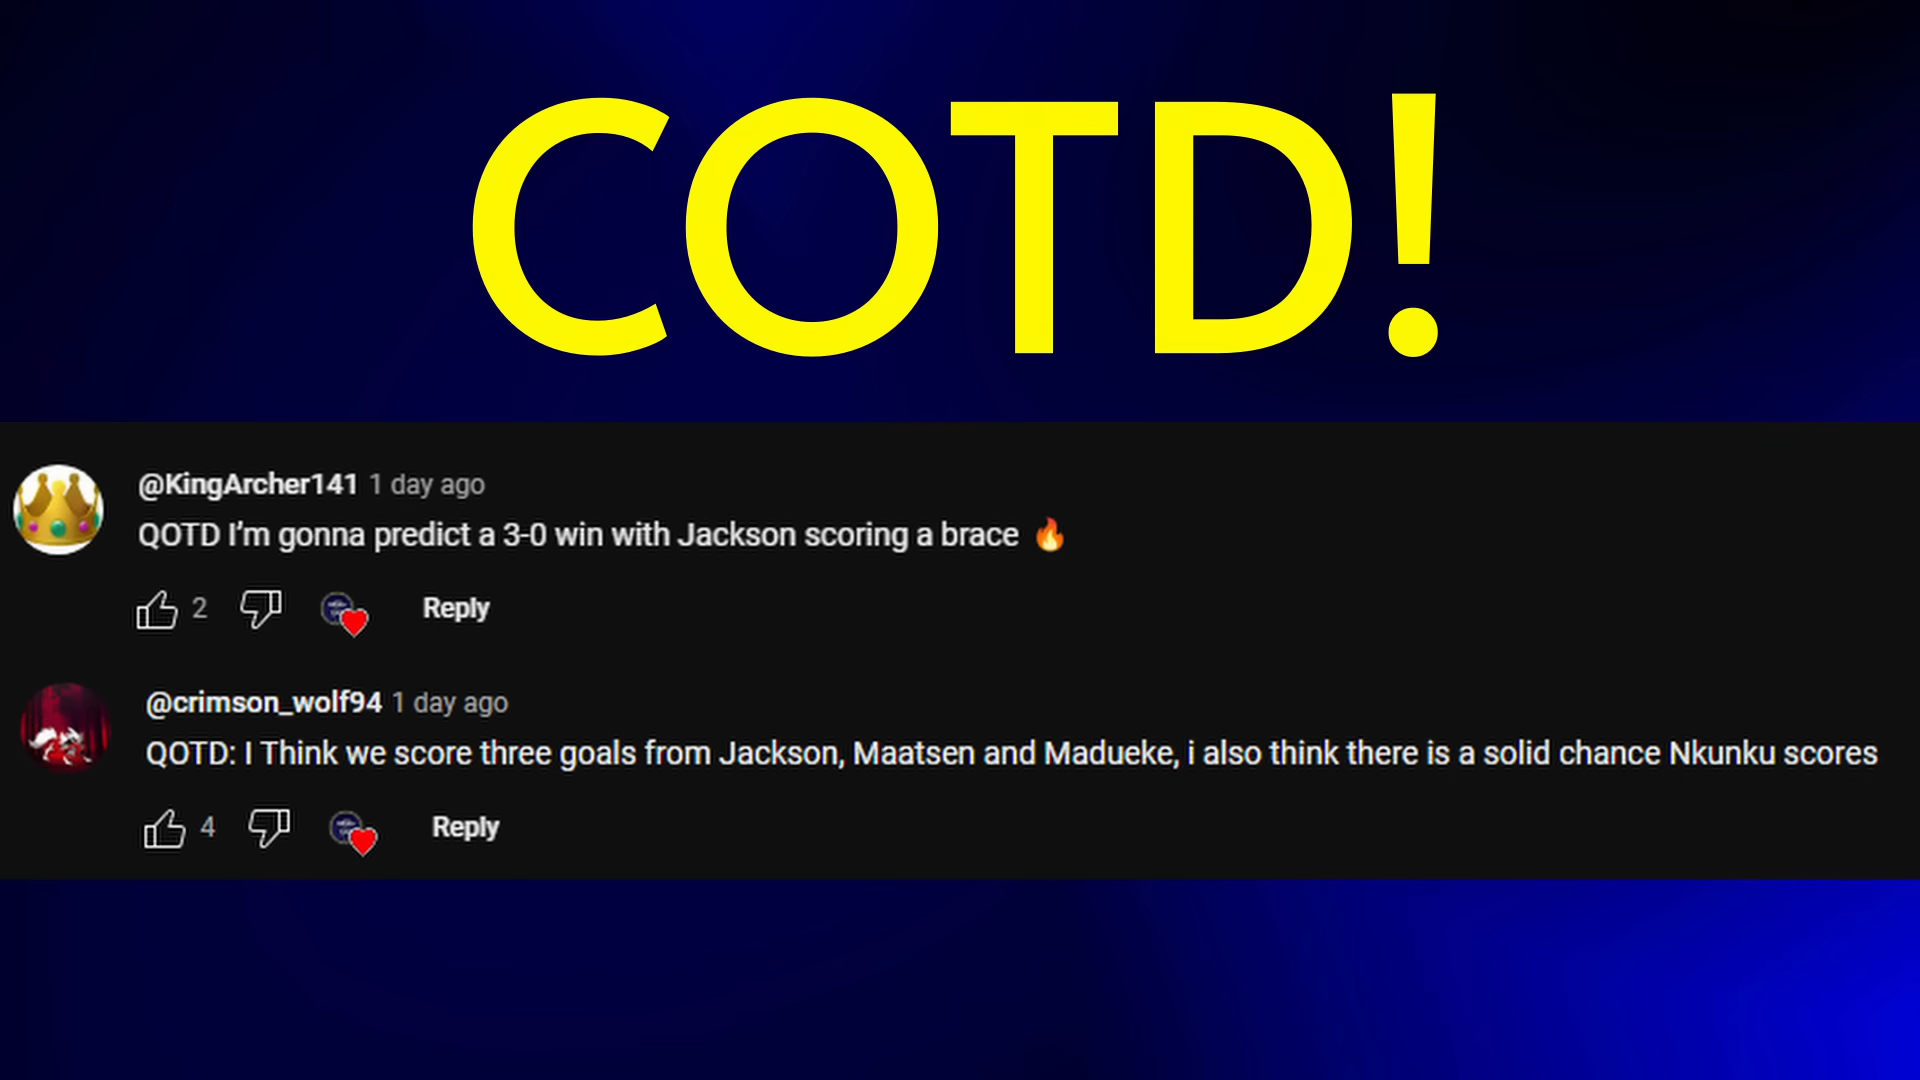 COTD!
@KingArcher141 1 day ago
QOTD I’m gonna predict a 3-0 win with Jackson scoring a brace 🔥
2 Reply
@crimson_wolf94 1 day ago
QOTD: I Think we score three goals from Jackson, Maatsen and Madueke, i also think there is a solid chance Nkunku scores
4 Reply